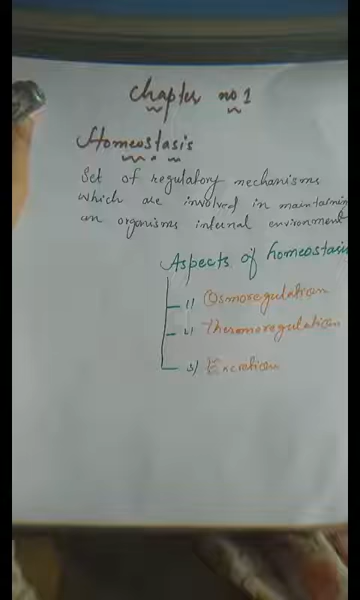 Chapter no 1
Homeostasis
Set of regulatory mechanisms
which are involved in maintaining
an organisms internal environment
Aspects of homeostasis
1) Osmoregulation
2) Thermoregulation
3) Excretion